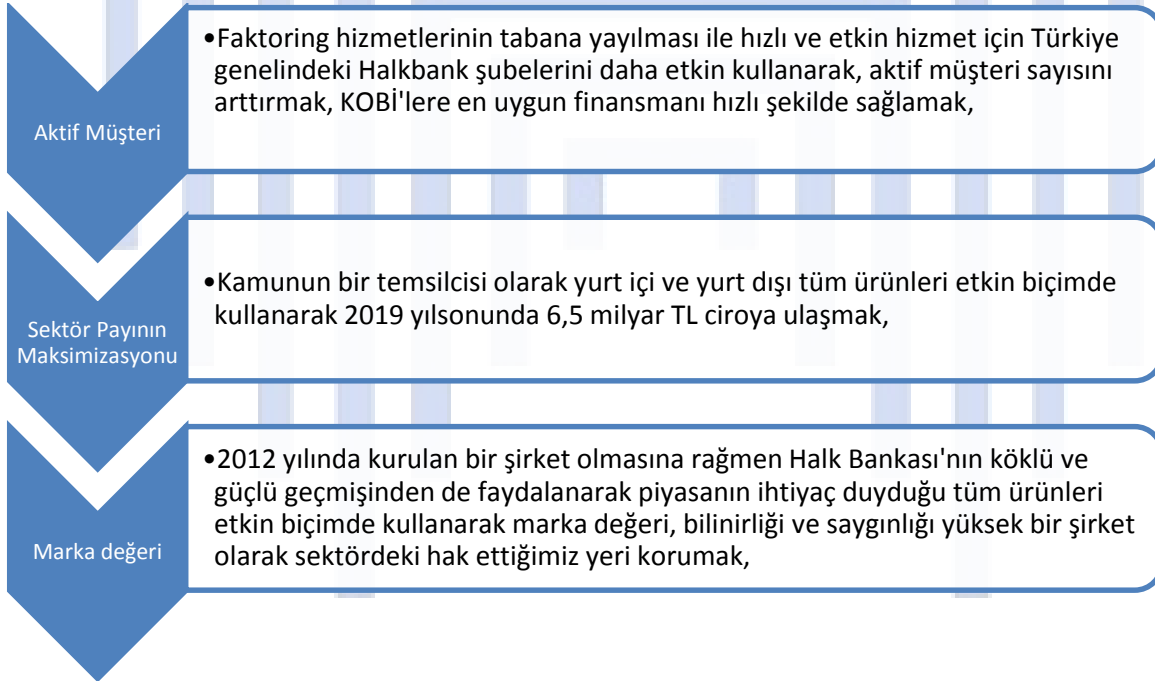 Aktif Müşteri
•Faktoring hizmetlerinin tabana yayılması ile hızlı ve etkin hizmet için Türkiye
genelindeki Halkbank şubelerini daha etkin kullanarak, aktif müşteri sayısını
arttırmak, KOBİ'lere en uygun finansmanı hızlı şekilde sağlamak,
Sektör Payının
Maksimizasyonu
•Kamunun bir temsilcisi olarak yurt içi ve yurt dışı tüm ürünleri etkin biçimde
kullanarak 2019 yılsonunda 6,5 milyar TL ciroya ulaşmak,
Marka değeri
•2012 yılında kurulan bir şirket olmasına rağmen Halk Bankası'nın köklü ve
güçlü geçmişinden de faydalanarak piyasanın ihtiyaç duyduğu tüm ürünleri
etkin biçimde kullanarak marka değeri, bilinirliği ve saygınlığı yüksek bir şirket
olarak sektördeki hak ettiğimiz yeri korumak,